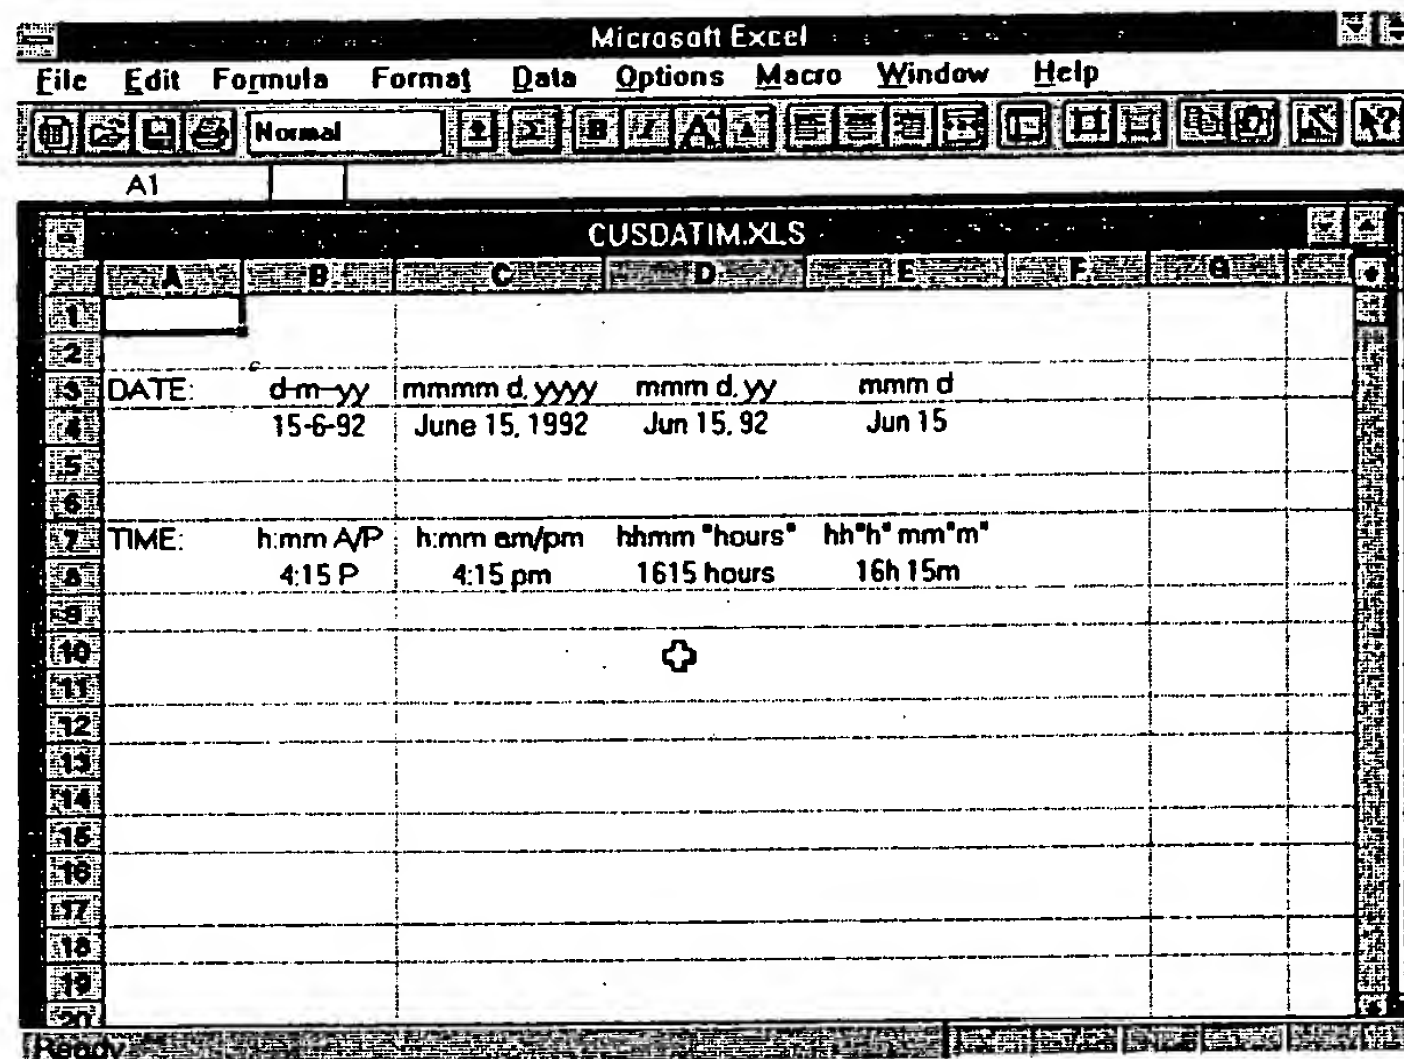 Microsoft Excel
File Edit Formula Format Data Options Macro Window Help
Normal Σ B I A A
A1
CUSDATIM.XLS
A B C D E F G
1
2
3 DATE: d-m-yy mmmm d, yyyy mmm d, yy mmm d
4 15-6-92 June 15, 1992 Jun 15, 92 Jun 15
5
6
7 TIME: h:mm A/P h:mm am/pm hhmm "hours" hh"h" mm"m"
8 4:15 P 4:15 pm 1615 hours 16h 15m
9
10
11
12
13
14
15
16
17
18
19
20
Ready